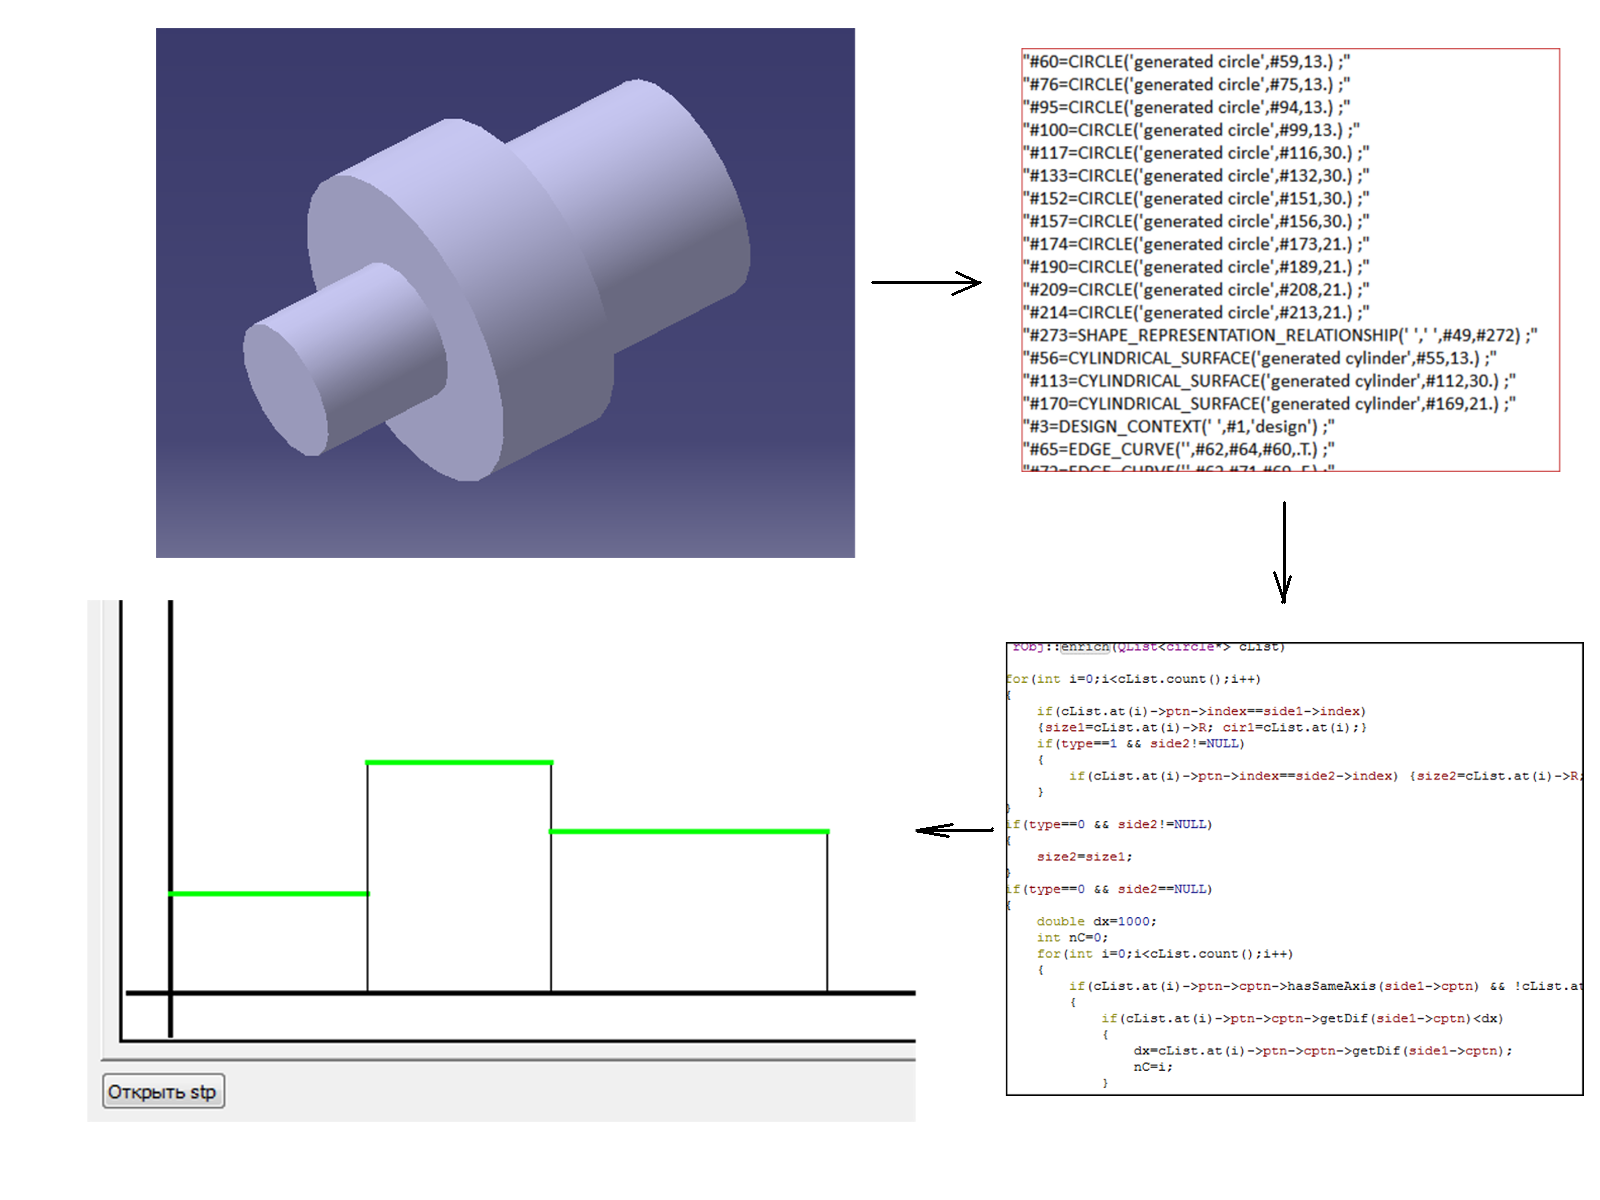 "#60=CIRCLE('generated circle',#59,13.) ;"
"#76=CIRCLE('generated circle',#75,13.) ;"
"#95=CIRCLE('generated circle',#94,13.) ;"
"#100=CIRCLE('generated circle',#99,13.) ;"
"#117=CIRCLE('generated circle',#116,30.) ;"
"#133=CIRCLE('generated circle',#132,30.) ;"
"#152=CIRCLE('generated circle',#151,30.) ;"
"#157=CIRCLE('generated circle',#156,30.) ;"
"#174=CIRCLE('generated circle',#173,21.) ;"
"#190=CIRCLE('generated circle',#189,21.) ;"
"#209=CIRCLE('generated circle',#208,21.) ;"
"#214=CIRCLE('generated circle',#213,21.) ;"
"#273=SHAPE_REPRESENTATION_RELATIONSHIP(' ',' ',#49,#272) ;"
"#56=CYLINDRICAL_SURFACE('generated cylinder',#55,13.) ;"
"#113=CYLINDRICAL_SURFACE('generated cylinder',#112,30.) ;"
"#170=CYLINDRICAL_SURFACE('generated cylinder',#169,21.) ;"
"#3=DESIGN_CONTEXT(' ',#1,'design') ;"
"#65=EDGE_CURVE('',#62,#64,#60,.T.) ;"
rObj::enrich(QList<circle*> cList)
for(int i=0;i<cList.count();i++)
{
if(cList.at(i)->ptn->index==side1->index)
{size1=cList.at(i)->R; cir1=cList.at(i);}
if(type==1 && side2!=NULL)
{
if(cList.at(i)->ptn->index==side2->index) {size2=cList.at(i)->R;
}
}
if(type==0 && side2!=NULL)
{
size2=size1;
}
if(type==0 && side2==NULL)
{
double dx=1000;
int nC=0;
for(int i=0;i<cList.count();i++)
{
if(cList.at(i)->ptn->cptn->hasSameAxis(side1->cptn) && !cList.at
{
if(cList.at(i)->ptn->cptn->getDif(side1->cptn)<dx)
{
dx=cList.at(i)->ptn->cptn->getDif(side1->cptn);
nC=i;
}
Открыть stp